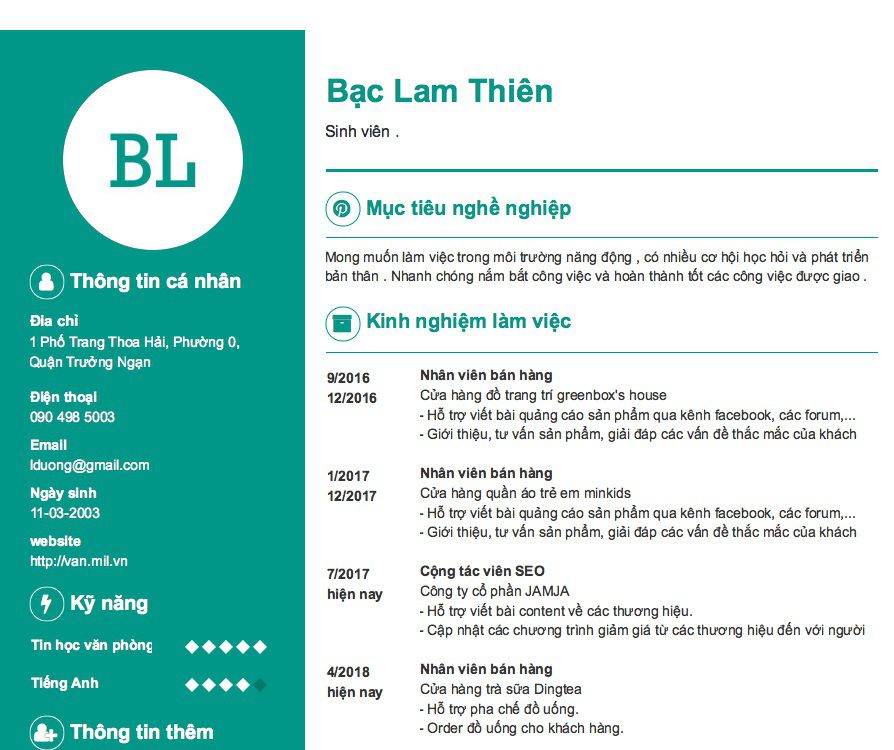 BL
Thông tin cá nhân
Địa chỉ
1 Phố Trang Thoa Hải, Phường 0,
Quận Trưởng Ngạn
Điện thoại
090 498 5003
Email
lduong@gmail.com
Ngày sinh
11-03-2003
website
http://van.mil.vn
Kỹ năng
Tin học văn phòng
Tiếng Anh
Thông tin thêm
Bạc Lam Thiên
Sinh viên .
Mục tiêu nghề nghiệp
Mong muốn làm việc trong môi trường năng động , có nhiều cơ hội học hỏi và phát triển
bản thân . Nhanh chóng nắm bắt công việc và hoàn thành tốt các công việc được giao .
Kinh nghiệm làm việc
9/2016
12/2016
Nhân viên bán hàng
Cửa hàng đồ trang trí greenbox's house
- Hỗ trợ viết bài quảng cáo sản phẩm qua kênh facebook, các forum,...
- Giới thiệu, tư vấn sản phẩm, giải đáp các vấn đề thắc mắc của khách
1/2017
12/2017
Nhân viên bán hàng
Cửa hàng quần áo trẻ em minkids
- Hỗ trợ viết bài quảng cáo sản phẩm qua kênh facebook, các forum,...
- Giới thiệu, tư vấn sản phẩm, giải đáp các vấn đề thắc mắc của khách
7/2017
hiện nay
Cộng tác viên SEO
Công ty cổ phần JAMJA
- Hỗ trợ viết bài content về các thương hiệu.
- Cập nhật các chương trình giảm giá từ các thương hiệu đến với người
4/2018
hiện nay
Nhân viên bán hàng
Cửa hàng trà sữa Dingtea
- Hỗ trợ pha chế đồ uống.
- Order đồ uống cho khách hàng.